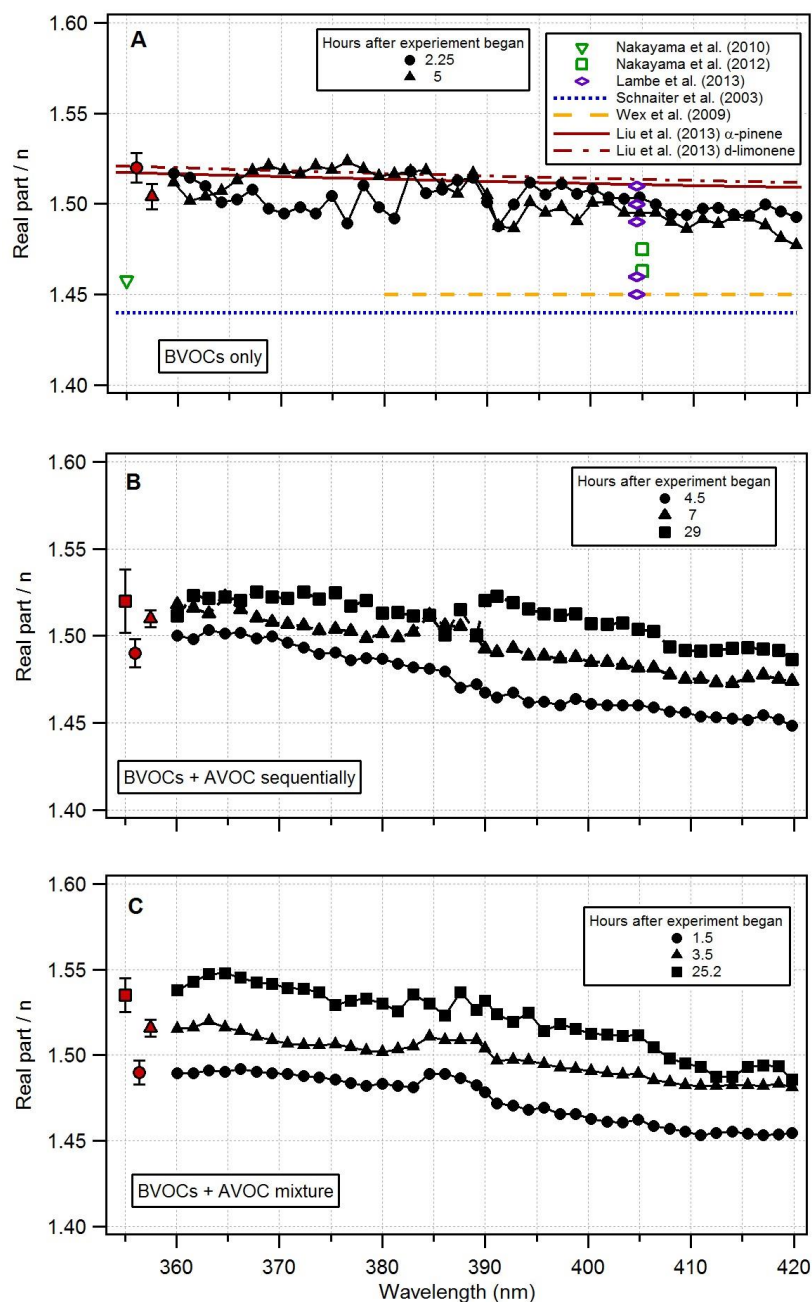 1.60
1.55
1.50
1.45
1.40
Real part / n
A
Hours after experiement began
2.25
5
Nakayama et al. (2010)
Nakayama et al. (2012)
Lambe et al. (2013)
Schnaiter et al. (2003)
Wex et al. (2009)
Liu et al. (2013) α-pinene
Liu et al. (2013) d-limonene
BVOCs only
1.60
1.55
1.50
1.45
1.40
Real part / n
B
Hours after experiment began
4.5
7
29
BVOCs + AVOC sequentially
1.60
1.55
1.50
1.45
1.40
Real part / n
C
Hours after experiment began
1.5
3.5
25.2
BVOCs + AVOC mixture
360 370 380 390 400 410 420
Wavelength (nm)